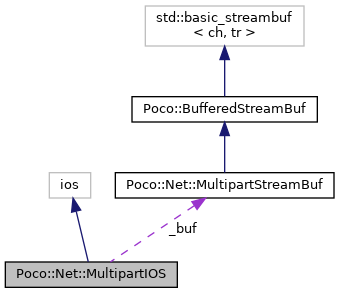 std::basic_streambuf
< ch, tr >
Poco::BufferedStreamBuf
ios
Poco::Net::MultipartStreamBuf
_buf
Poco::Net::MultipartIOS